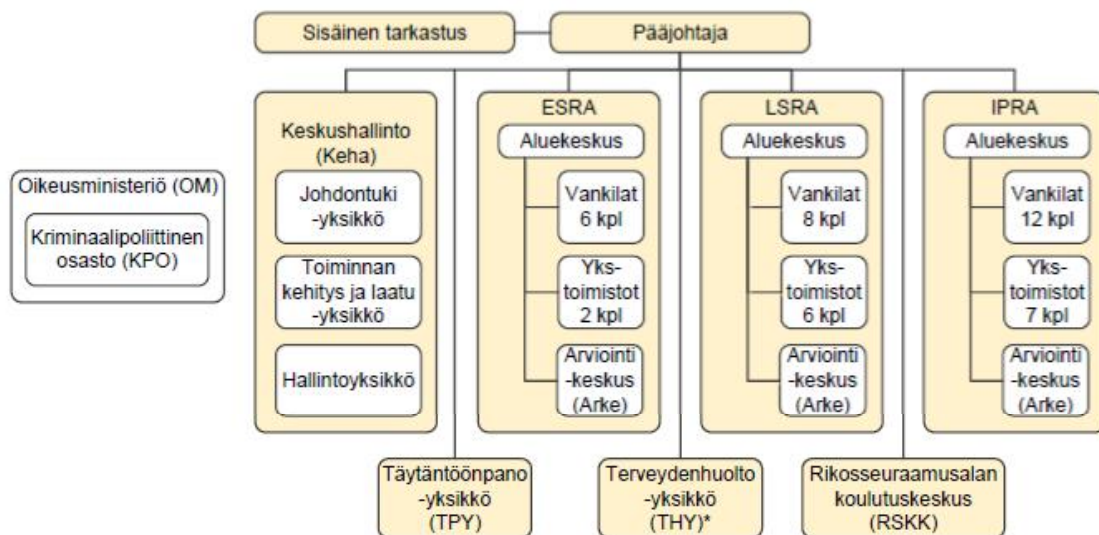 Sisäinen tarkastus
Pääjohtaja
Oikeusministeriö (OM)
Kriminaalipoliittinen
osasto (KPO)
Keskushallinto
(Keha)
Johdontuki
-yksikkö
Toiminnan
kehitys ja laatu
-yksikkö
Hallintoyksikkö
ESRA
Aluekeskus
Vankilat
6 kpl
Yks-
toimistot
2 kpl
Arviointi
-keskus
(Arke)
LSRA
Aluekeskus
Vankilat
8 kpl
Yks-
toimistot
6 kpl
Arviointi
-keskus
(Arke)
IPRA
Aluekeskus
Vankilat
12 kpl
Yks-
toimistot
7 kpl
Arviointi
-keskus
(Arke)
Täytäntöönpano
-yksikkö
(TPY)
Terveydenhuolto
-yksikkö
(THY)*
Rikosseuraamusalan
koulutuskeskus
(RSKK)